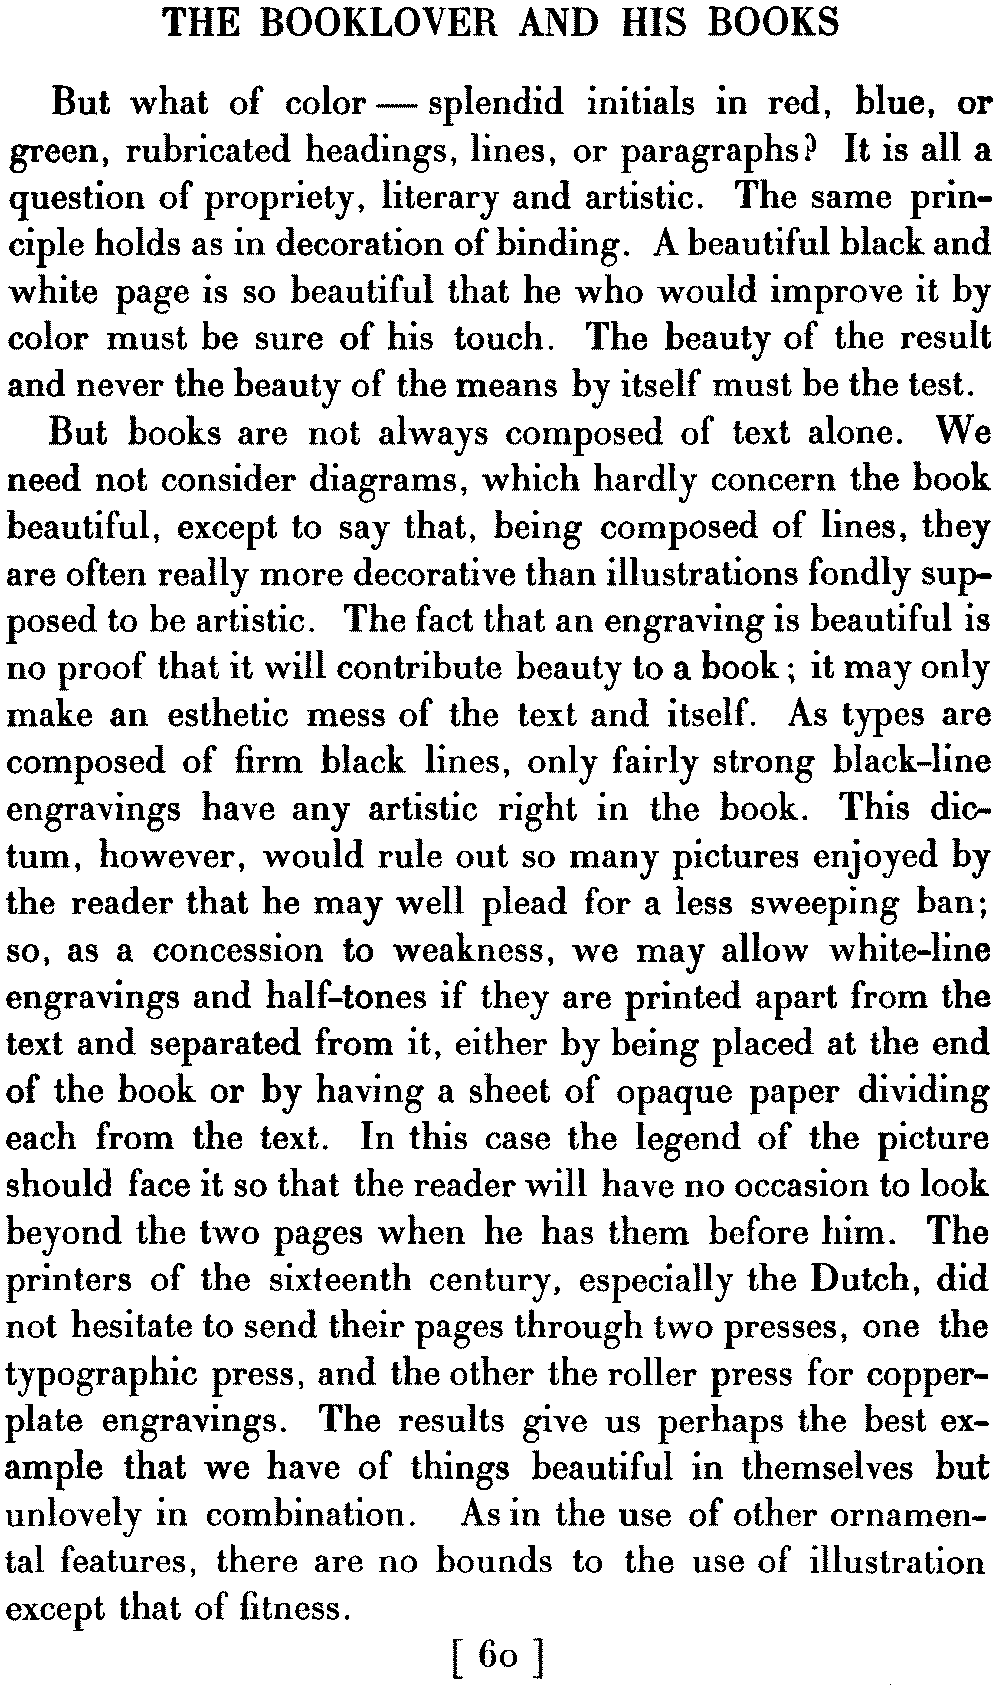 THE BOOKLOVER AND HIS BOOKS
But what of color — splendid initials in red, blue, or
green, rubricated headings, lines, or paragraphs? It is all a
question of propriety, literary and artistic. The same prin-
ciple holds as in decoration of binding. A beautiful black and
white page is so beautiful that he who would improve it by
color must be sure of his touch. The beauty of the result
and never the beauty of the means by itself must be the test.
But books are not always composed of text alone. We
need not consider diagrams, which hardly concern the book
beautiful, except to say that, being composed of lines, they
are often really more decorative than illustrations fondly sup-
posed to be artistic. The fact that an engraving is beautiful is
no proof that it will contribute beauty to a book; it may only
make an esthetic mess of the text and itself. As types are
composed of firm black lines, only fairly strong black-line
engravings have any artistic right in the book. This dic-
tum, however, would rule out so many pictures enjoyed by
the reader that he may well plead for a less sweeping ban;
so, as a concession to weakness, we may allow white-line
engravings and half-tones if they are printed apart from the
text and separated from it, either by being placed at the end
of the book or by having a sheet of opaque paper dividing
each from the text. In this case the legend of the picture
should face it so that the reader will have no occasion to look
beyond the two pages when he has them before him. The
printers of the sixteenth century, especially the Dutch, did
not hesitate to send their pages through two presses, one the
typographic press, and the other the roller press for copper-
plate engravings. The results give us perhaps the best ex-
ample that we have of things beautiful in themselves but
unlovely in combination. As in the use of other ornamen-
tal features, there are no bounds to the use of illustration
except that of fitness.
[ 60 ]